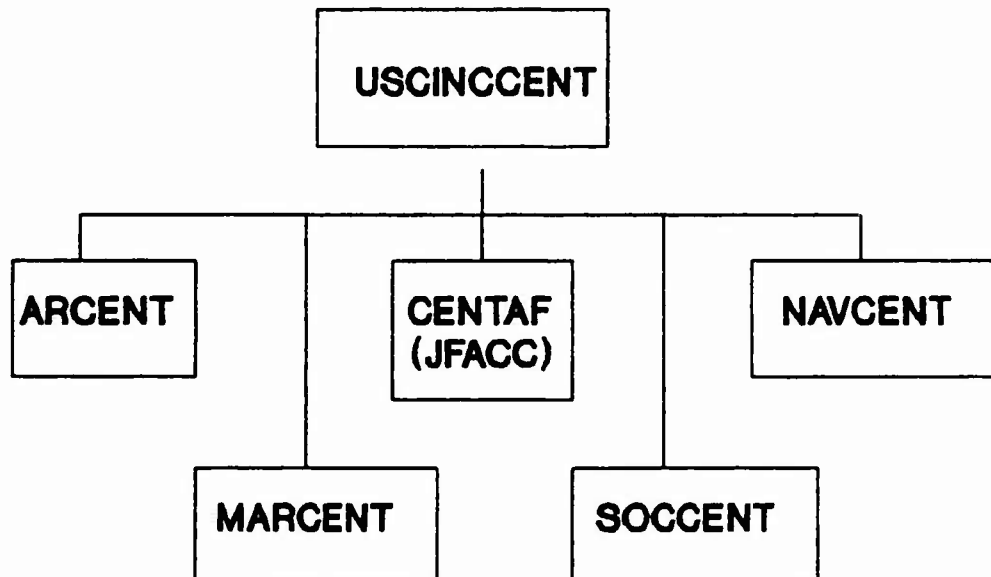 USCINCCENT
ARCENT
CENTAF
(JFACC)
NAVCENT
MARCENT
SOCCENT